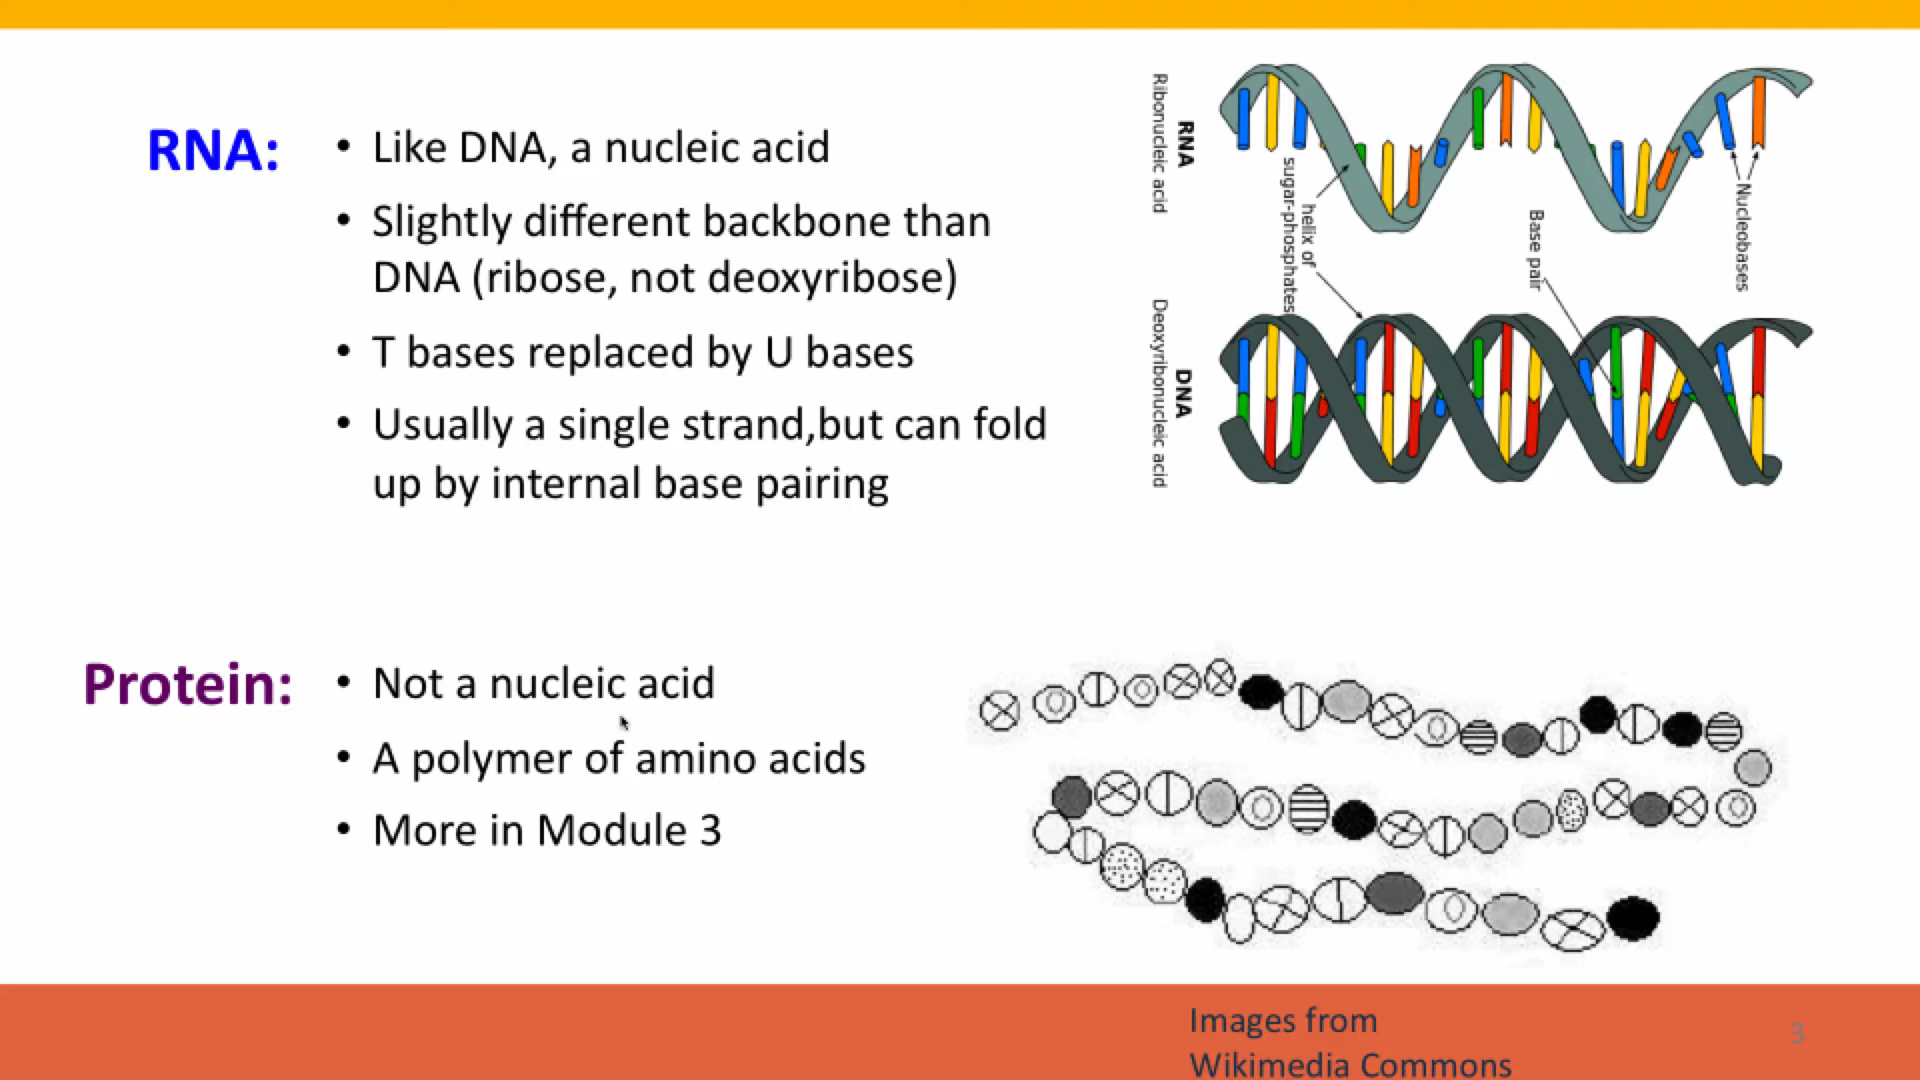 RNA:
• Like DNA, a nucleic acid
• Slightly different backbone than
DNA (ribose, not deoxyribose)
• T bases replaced by U bases
• Usually a single strand,but can fold
up by internal base pairing
RNA
Ribonucleic acid
helix of
sugar-phosphates
Base pair
Nucleobases
DNA
Deoxyribonucleic acid
Protein:
• Not a nucleic acid
• A polymer of amino acids
• More in Module 3
Images from
Wikimedia Commons
3